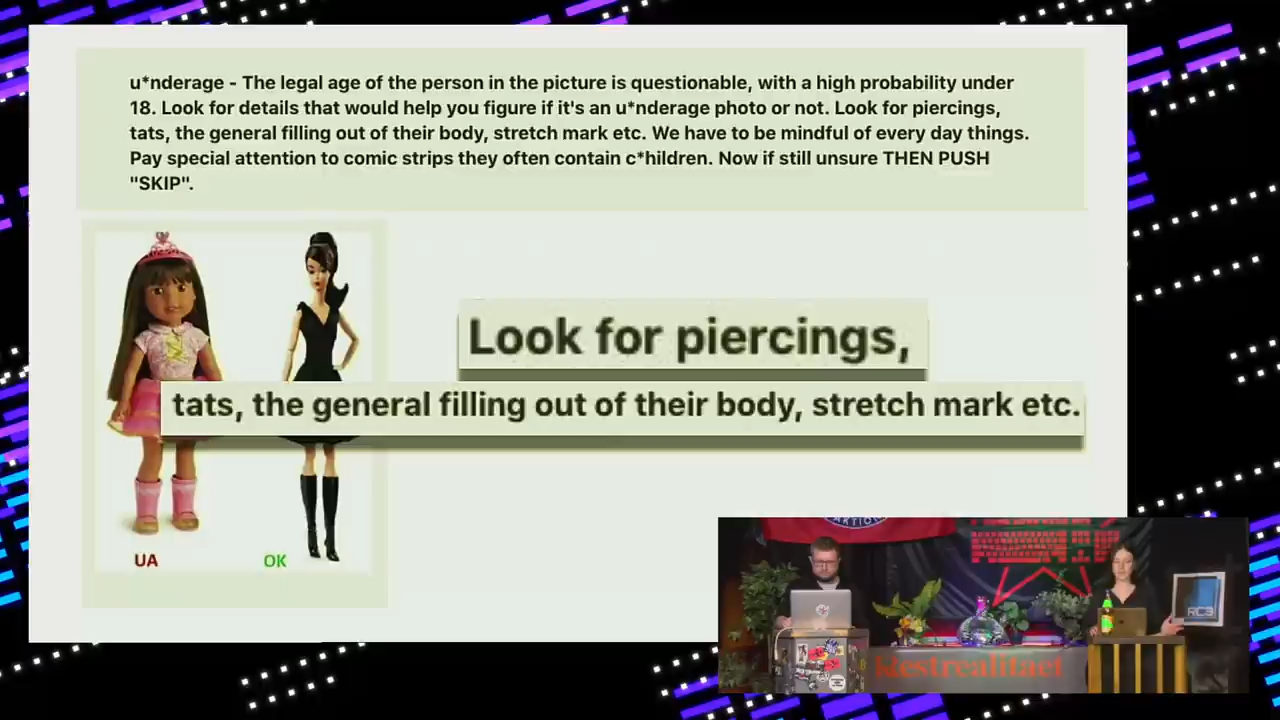 u*nderage - The legal age of the person in the picture is questionable, with a high probability under
18. Look for details that would help you figure if it's an u*nderage photo or not. Look for piercings,
tats, the general filling out of their body, stretch mark etc. We have to be mindful of every day things.
Pay special attention to comic strips they often contain c*hildren. Now if still unsure THEN PUSH
"SKIP".
Look for piercings,
tats, the general filling out of their body, stretch mark etc.
UA
OK
RC3
Restrealitaet